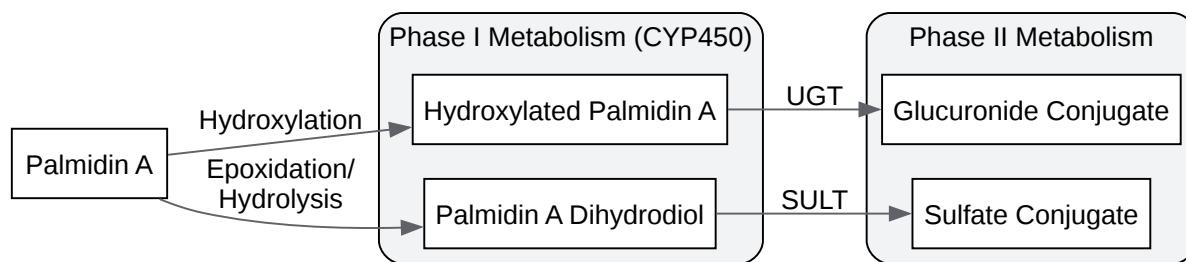 Phase I Metabolism (CYP450)
Phase II Metabolism
Hydroxylated Palmidin A
UGT
Glucuronide Conjugate
Hydroxylation
Palmidin A
Epoxidation/
Hydrolysis
Palmidin A Dihydrodiol
SULT
Sulfate Conjugate